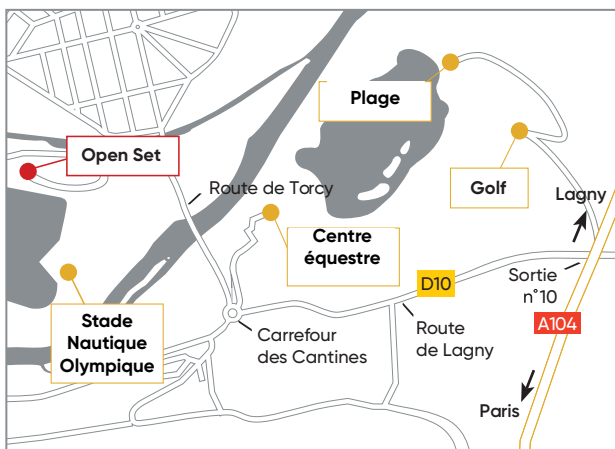 Plage
Open Set
Golf
Route de Torcy
Lagny
Centre
équestre
D10
Sortie
n°10
Stade
Nautique
Olympique
A104
Carrefour
des Cantines
Route
de Lagny
Paris